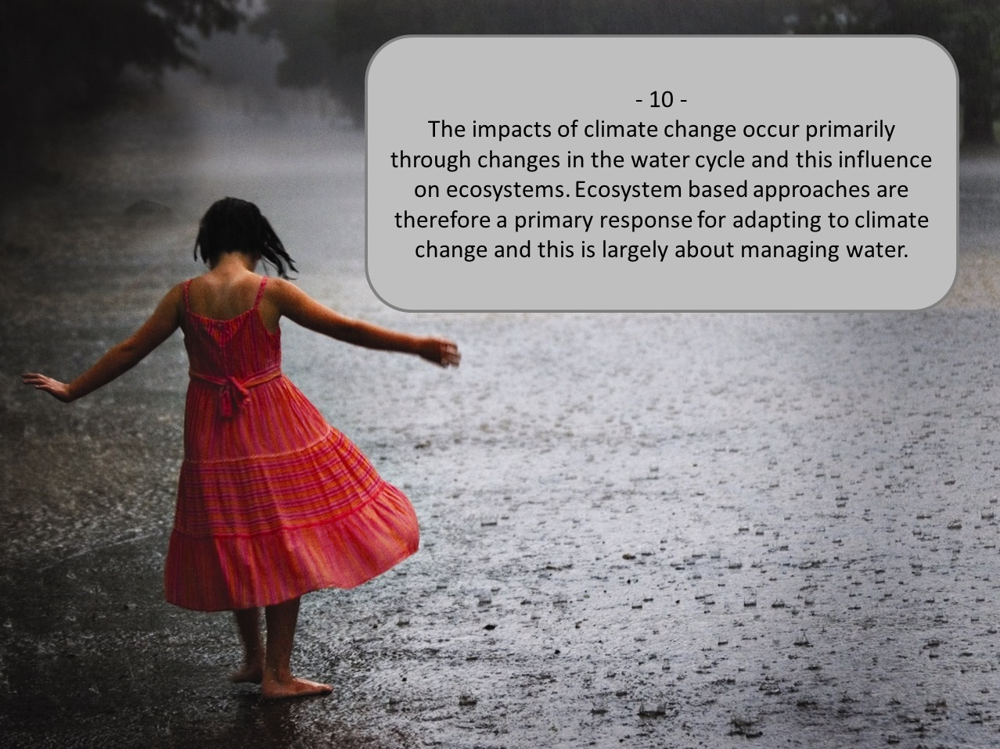 - 10 -
The impacts of climate change occur primarily
through changes in the water cycle and this influence
on ecosystems. Ecosystem based approaches are
therefore a primary response for adapting to climate
change and this is largely about managing water.